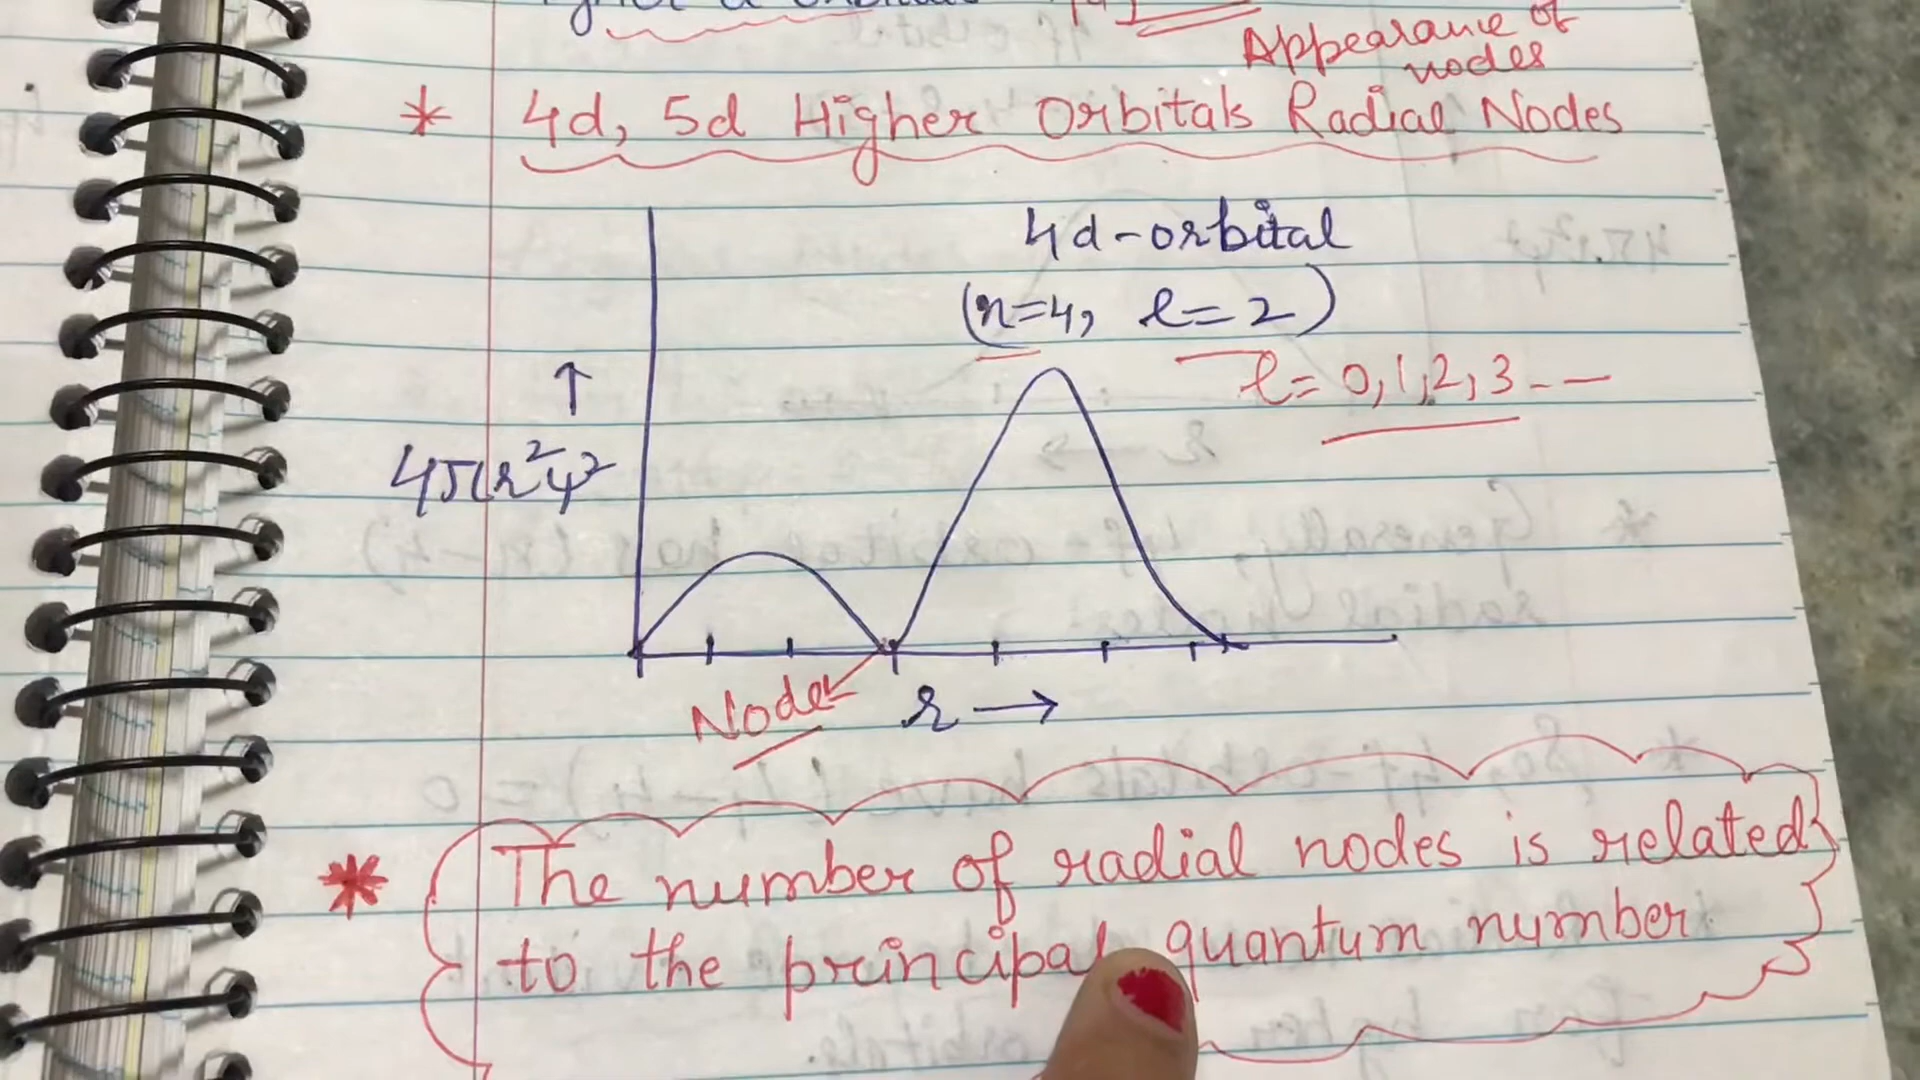 Appearance of
nodes
* 4d, 5d Higher Orbitals Radial Nodes
4d-orbital
(n=4, l=2)
l=0,1,2,3---
↑
4πr²ψ²
Node
r →
* The number of radial nodes is related
to the principal quantum number